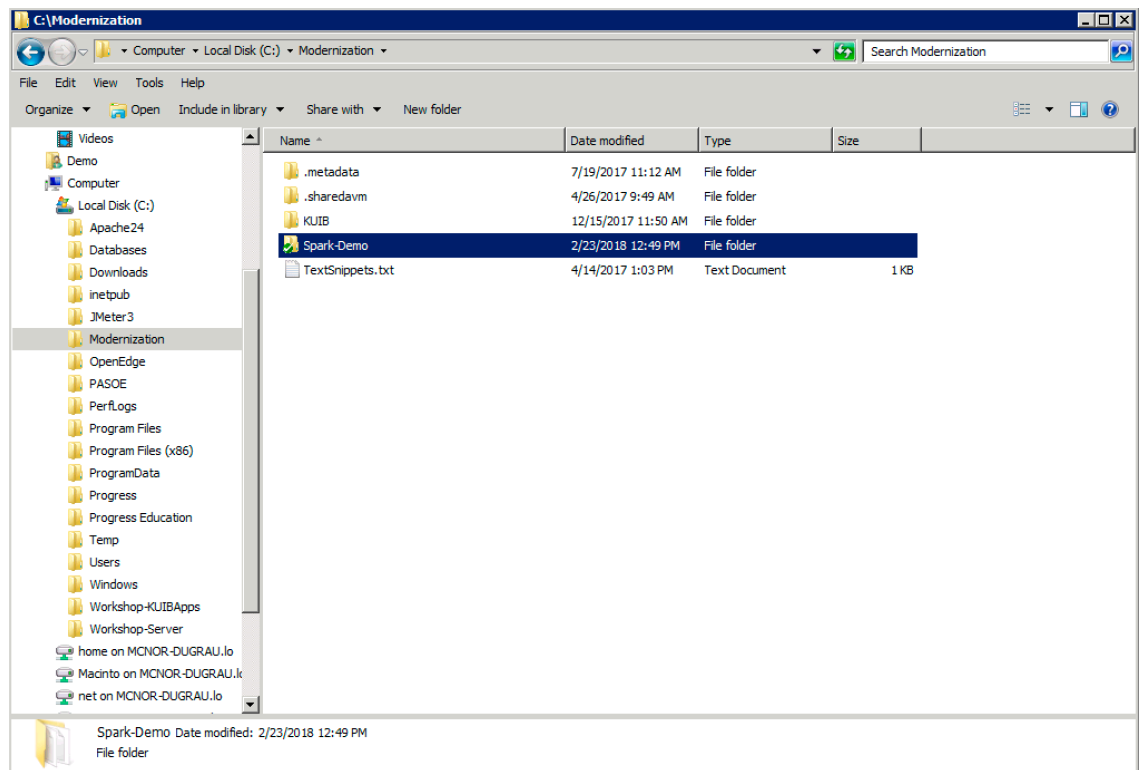 C:\Modernization
Computer Local Disk (C:) Modernization
Search Modernization
File Edit View Tools Help
Organize Open Include in library Share with New folder
Videos
Demo
Computer
Local Disk (C:)
Apache24
Databases
Downloads
inetpub
JMeter3
Modernization
OpenEdge
PASOE
PerfLogs
Program Files
Program Files (x86)
ProgramData
Progress
Progress Education
Temp
Users
Windows
Workshop-KUIBApps
Workshop-Server
home on MCNOR-DUGRAU.lo
Macinto on MCNOR-DUGRAU.lo
net on MCNOR-DUGRAU.lo
Name Date modified Type Size
.metadata 7/19/2017 11:12 AM File folder
.sharedavm 4/26/2017 9:49 AM File folder
KUIB 12/15/2017 11:50 AM File folder
Spark-Demo 2/23/2018 12:49 PM File folder
TextSnippets.txt 4/14/2017 1:03 PM Text Document 1 KB
Spark-Demo Date modified: 2/23/2018 12:49 PM
File folder